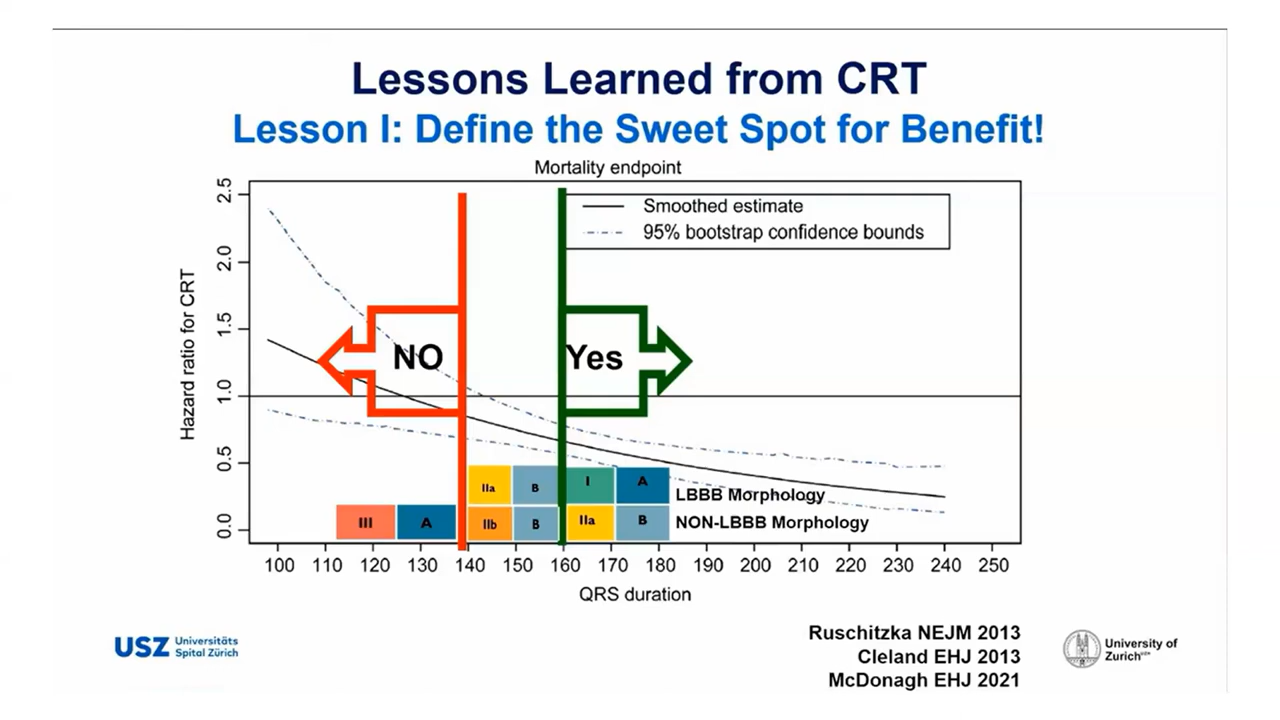 Lessons Learned from CRT
Lesson I: Define the Sweet Spot for Benefit!
Mortality endpoint
Hazard ratio for CRT
2.5
2.0
1.5
1.0
0.5
0.0
Smoothed estimate
95% bootstrap confidence bounds
NO
Yes
IIa B I A LBBB Morphology
III A IIb B IIa B NON-LBBB Morphology
100 110 120 130 140 150 160 170 180 190 200 210 220 230 240 250
QRS duration
Ruschitzka NEJM 2013
Cleland EHJ 2013
McDonagh EHJ 2021
USZ Universitäts
Spital Zürich
University of
Zurich